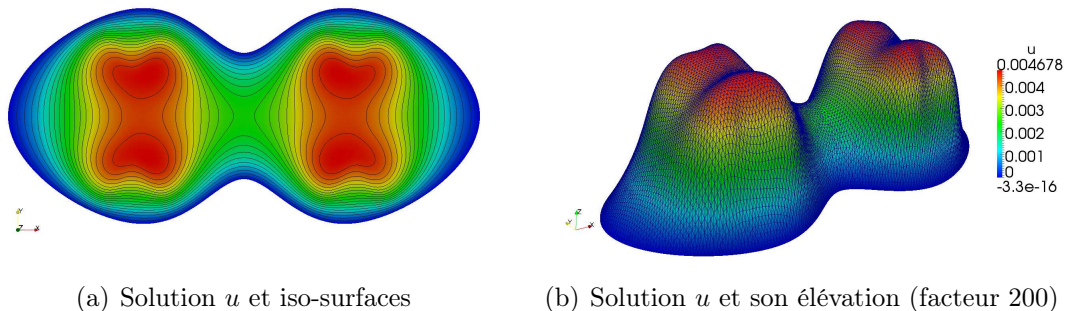 u
0.004678
0.004
0.003
0.002
0.001
0
-3.3e-16
Y
Z
X
Y
Z
X
(a) Solution u et iso-surfaces
(b) Solution u et son élévation (facteur 200)